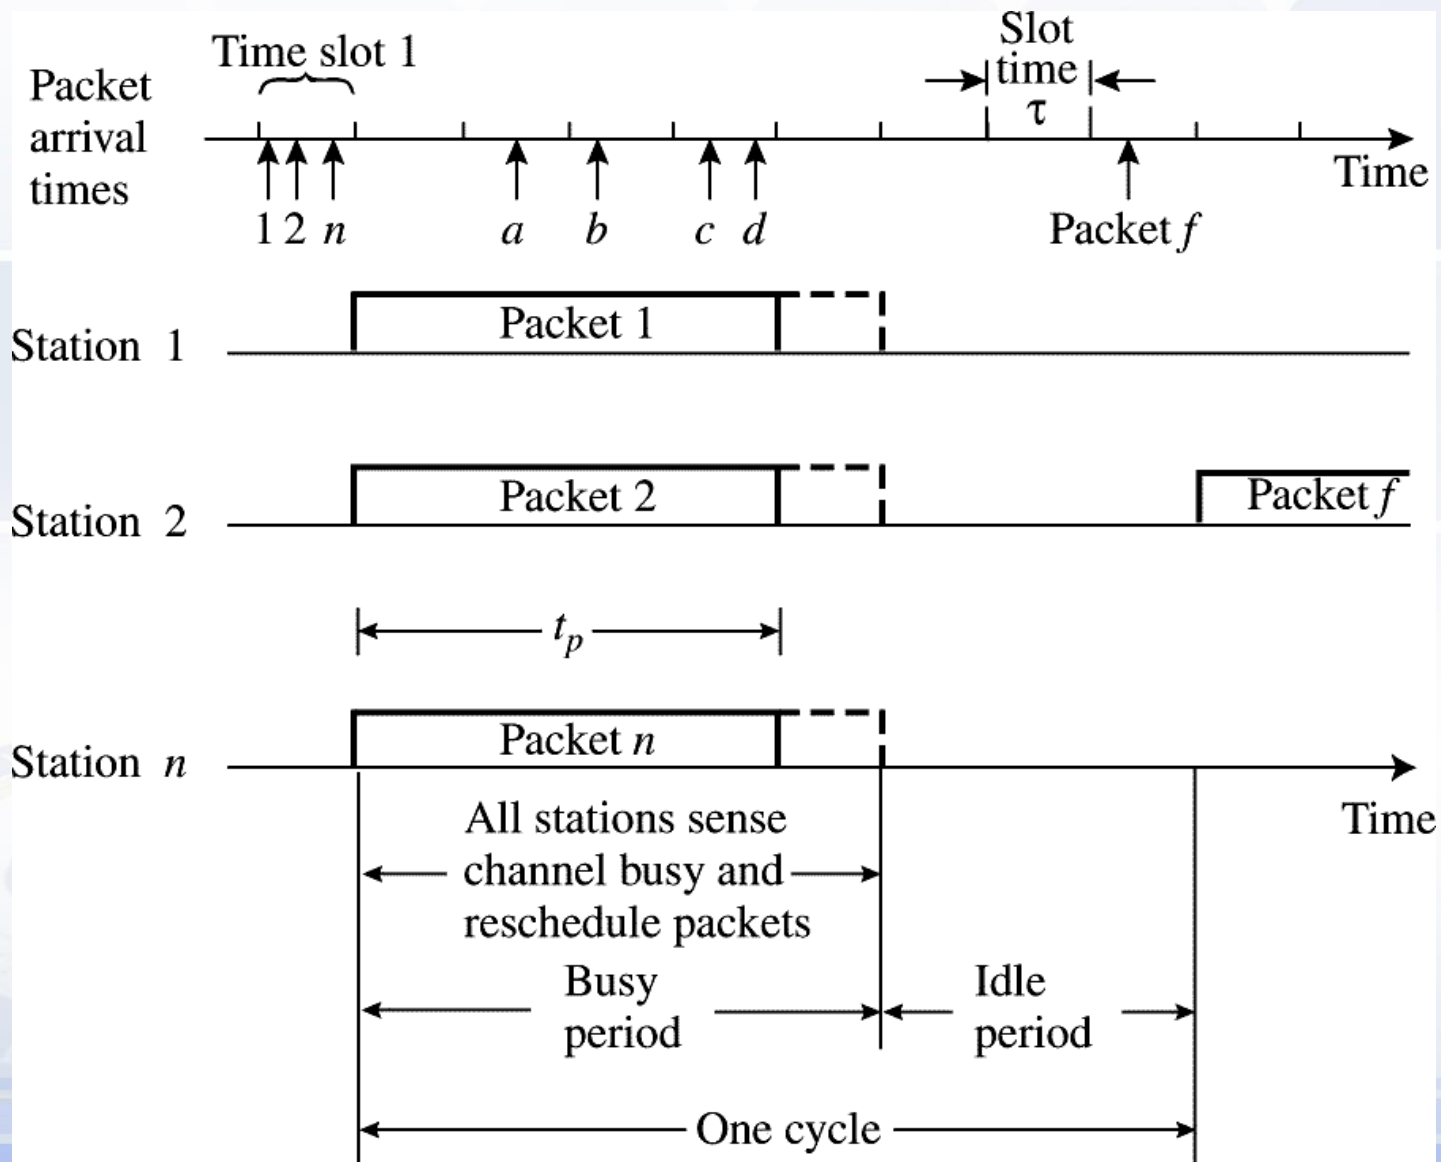 Time slot 1
Slot
time
τ
Packet
arrival
times
Time
1 2 n
a
b
c
d
Packet f
Station 1
Packet 1
Station 2
Packet 2
Packet f
t_p
Station n
Packet n
Time
All stations sense
channel busy and
reschedule packets
Busy
period
Idle
period
One cycle